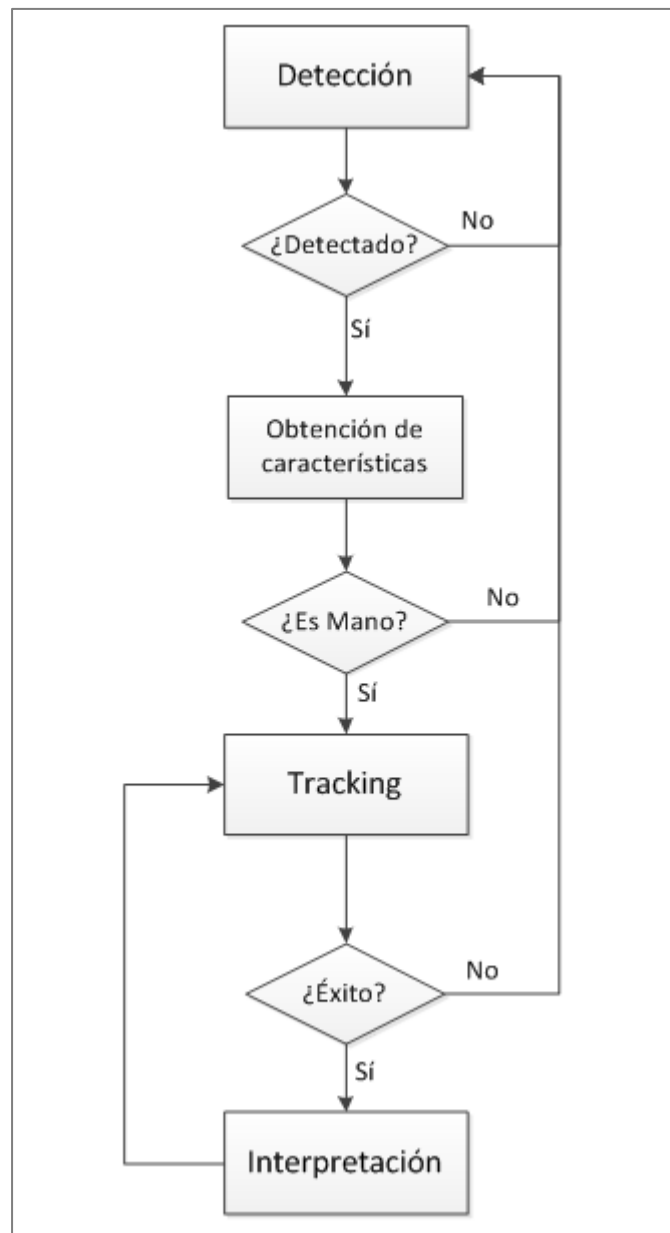 Detección
¿Detectado?
No
Sí
Obtención de
características
¿Es Mano?
No
Sí
Tracking
¿Éxito?
No
Sí
Interpretación